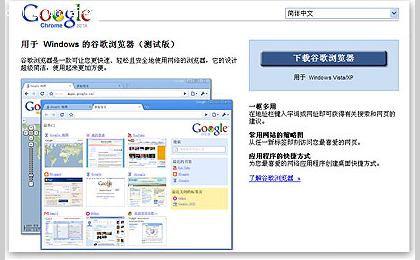 Google
Chrome BETA
简体中文
用于 Windows 的谷歌浏览器（测试版）
谷歌浏览器是一款可让您更快速、轻松且安全地使用网络的浏览器，它的设计
超级简洁，使用起来更加方便。
Google
YouTube
Gmail
下载谷歌浏览器
用于 Windows Vista/XP
一框多用
在地址栏键入字词或网址即可获得有关搜索和网页的
建议。
常用网站的缩略图
从任一新标签即刻访问您最喜爱的网页。
应用程序的快捷方式
为您最喜爱的网络应用程序创建桌面快捷方式。
了解谷歌浏览器 »